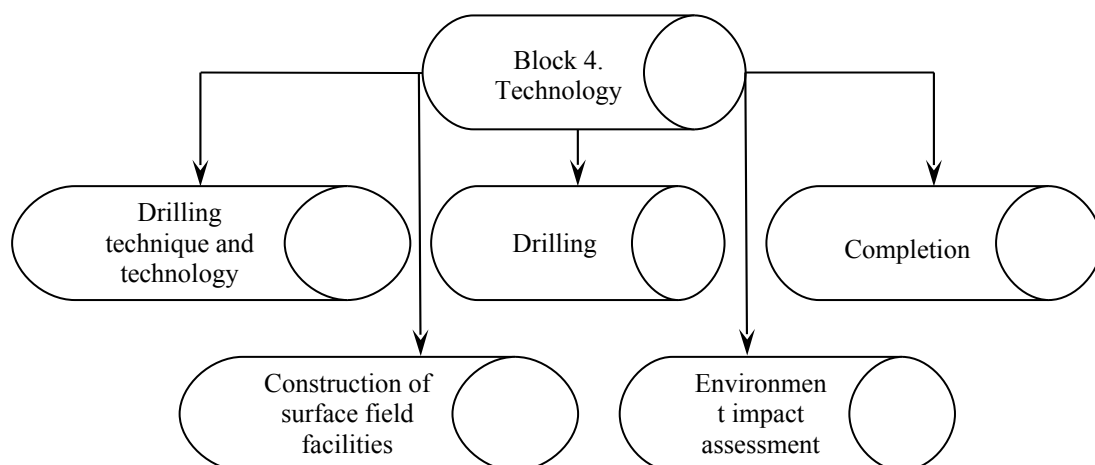 Block 4.
Technology
Drilling
technique and
technology
Drilling
Completion
Construction of
surface field
facilities
Environmen
t impact
assessment